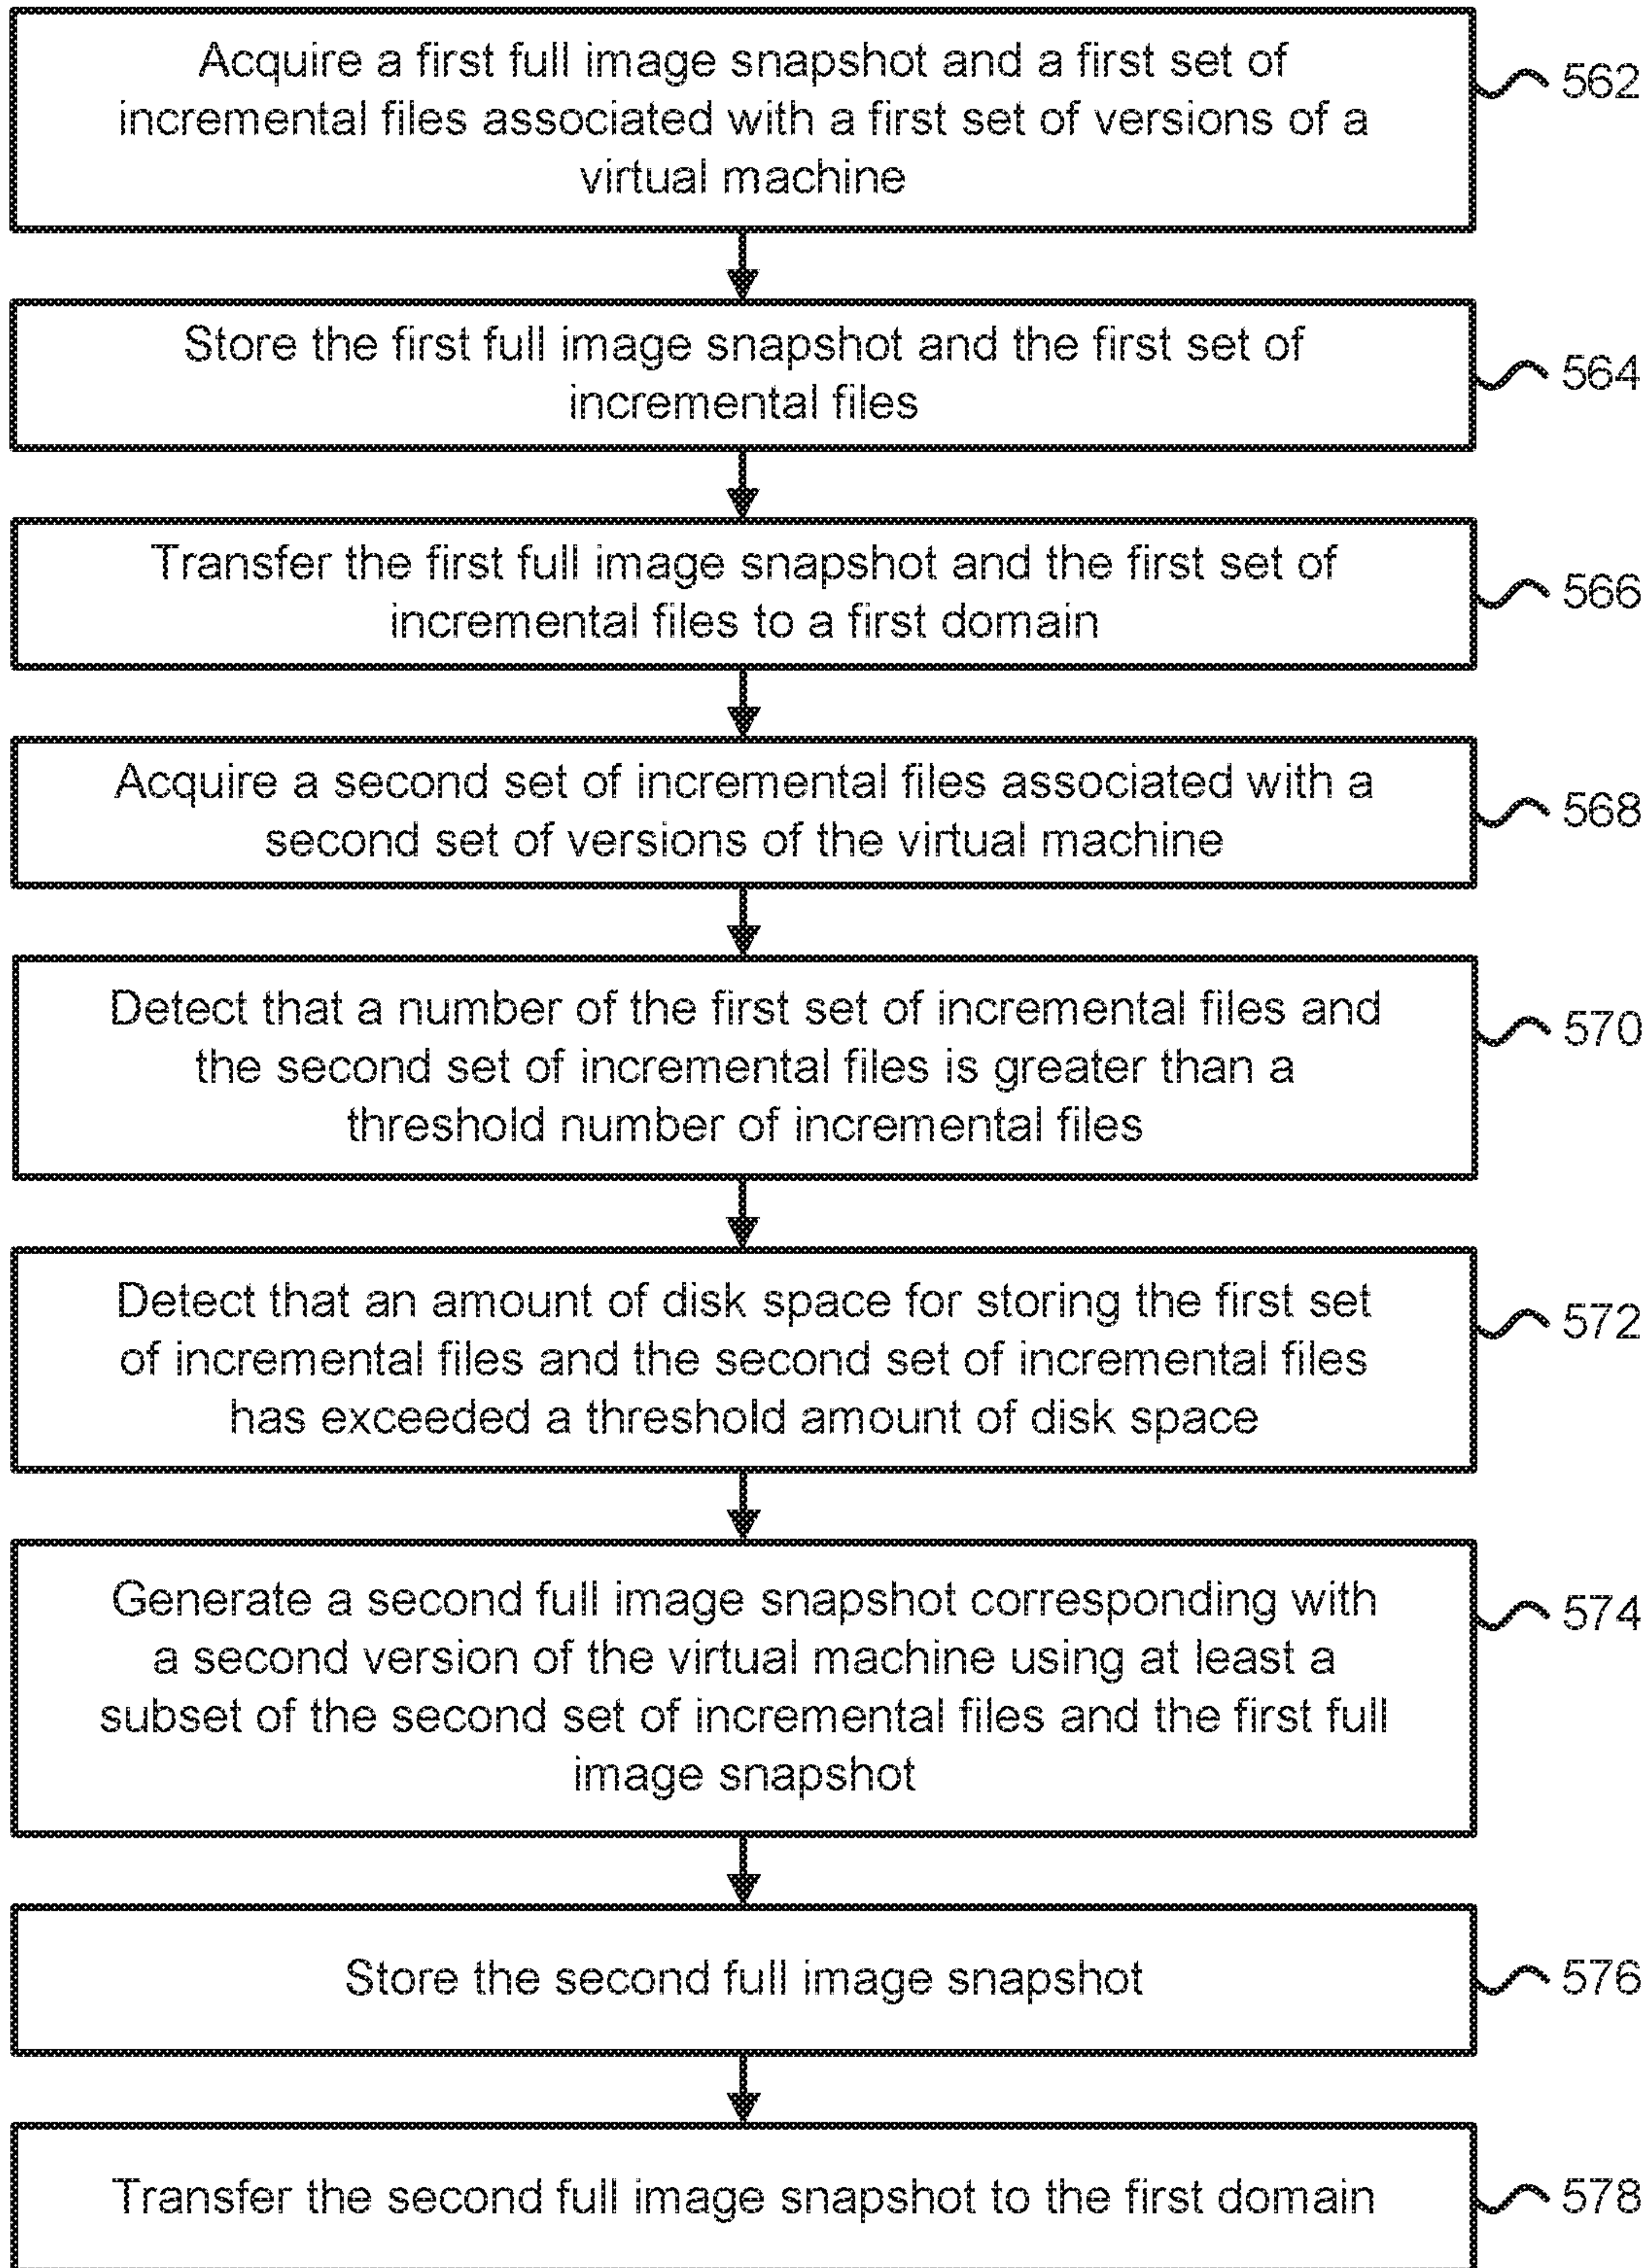 Acquire a first full image snapshot and a first set of
incremental files associated with a first set of versions of a
virtual machine
562
Store the first full image snapshot and the first set of
incremental files
564
Transfer the first full image snapshot and the first set of
incremental files to a first domain
566
Acquire a second set of incremental files associated with a
second set of versions of the virtual machine
568
Detect that a number of the first set of incremental files and
the second set of incremental files is greater than a
threshold number of incremental files
570
Detect that an amount of disk space for storing the first set
of incremental files and the second set of incremental files
has exceeded a threshold amount of disk space
572
Generate a second full image snapshot corresponding with
a second version of the virtual machine using at least a
subset of the second set of incremental files and the first full
image snapshot
574
Store the second full image snapshot
576
Transfer the second full image snapshot to the first domain
578